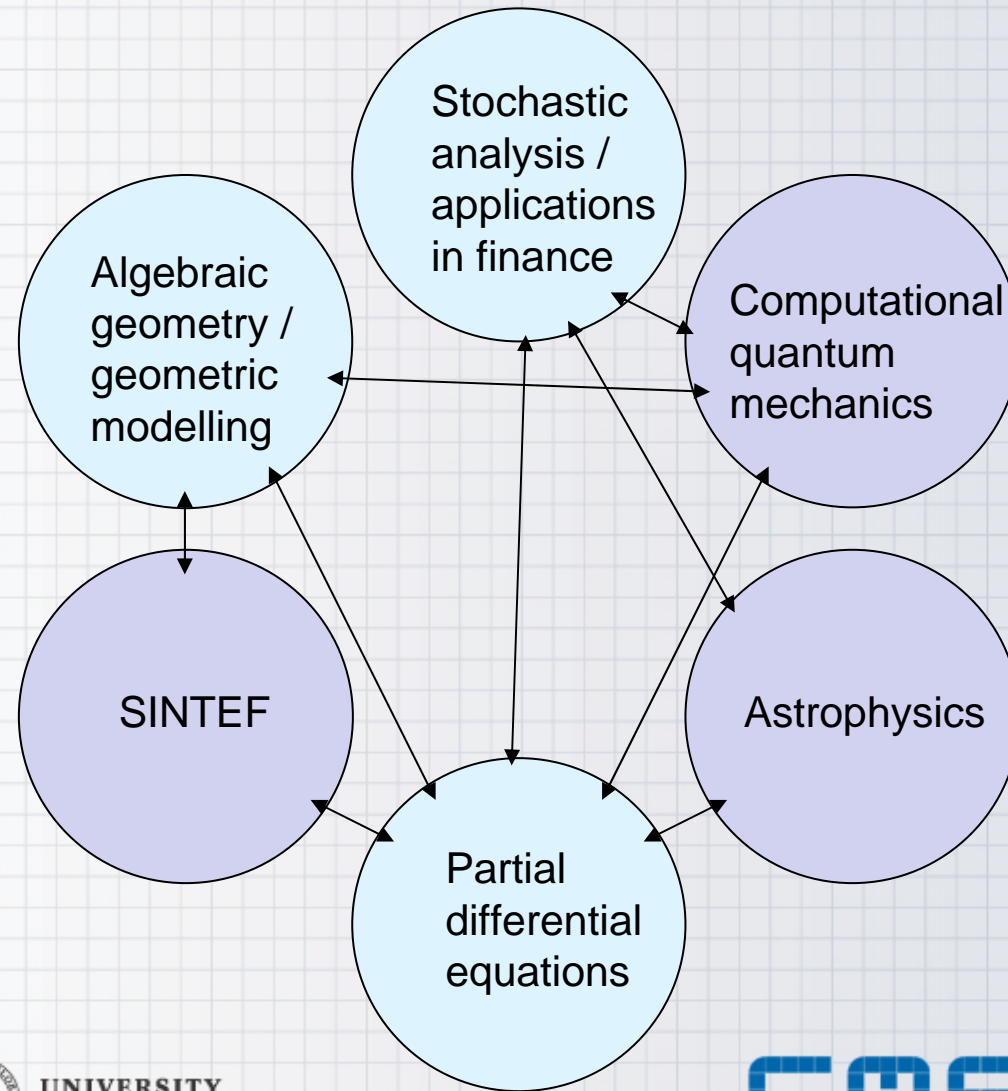 Stochastic
analysis /
applications
in finance
Algebraic
geometry /
geometric
modelling
Computational
quantum
mechanics
SINTEF
Astrophysics
Partial
differential
equations
UNIVERSITY